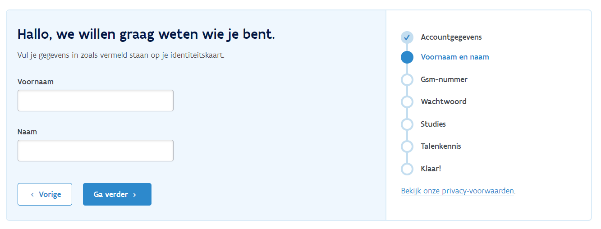 Hallo, we willen graag weten wie je bent.
Vul je gegevens in zoals vermeld staan op je identiteitskaart.
Voornaam
Naam
Vorige
Ga verder
Accountgegevens
Voornaam en naam
Gsm-nummer
Wachtwoord
Studies
Talenkennis
Klaar!
Bekijk onze privacy-voorwaarden.